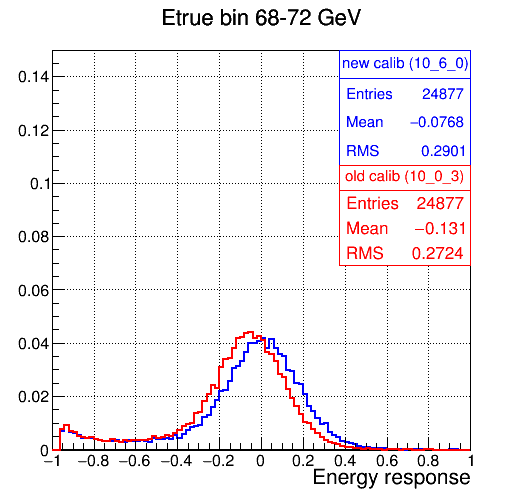 Etrue bin 68-72 GeV
new calib (10_6_0)
Entries 24877
Mean −0.0768
RMS 0.2901
old calib (10_0_3)
Entries 24877
Mean −0.131
RMS 0.2724
0.14
0.12
0.1
0.08
0.06
0.04
0.02
0
−1 −0.8 −0.6 −0.4 −0.2 0 0.2 0.4 0.6 0.8 1
Energy response